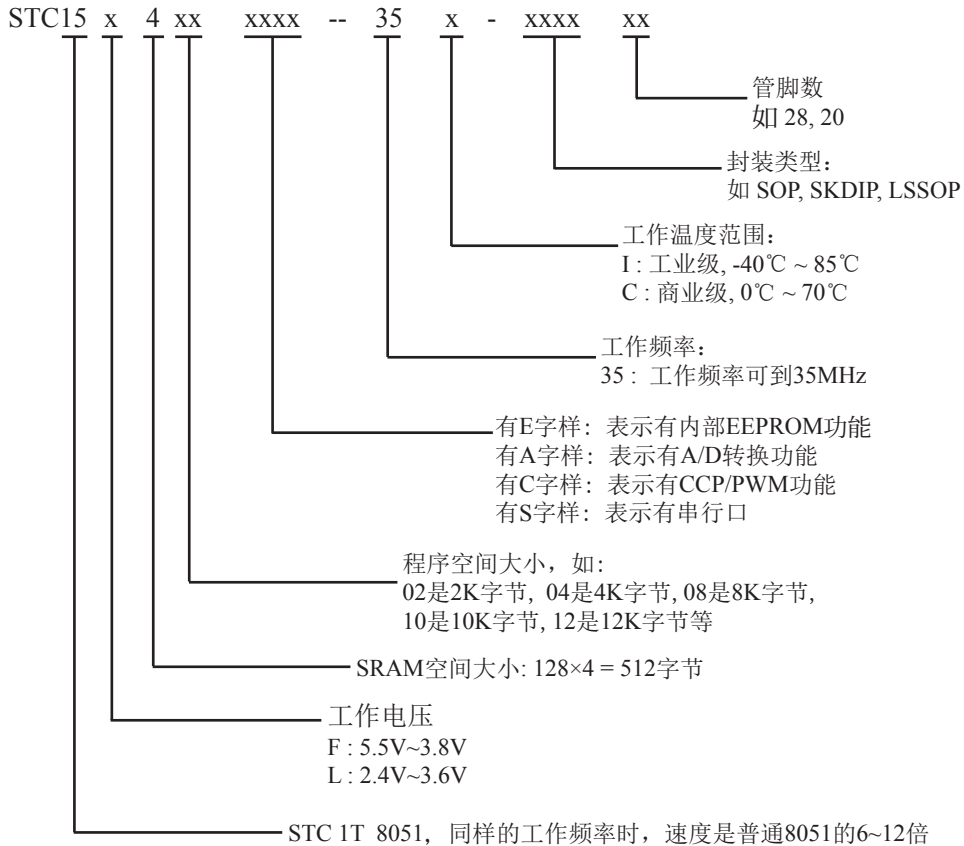 STC15 x 4 xx xxxx -- 35 x - xxxx xx
管脚数
如 28, 20
封装类型：
如 SOP, SKDIP, LSSOP
工作温度范围：
I : 工业级, -40℃ ~ 85℃
C : 商业级, 0℃ ~ 70℃
工作频率：
35 : 工作频率可到35MHz
有E字样：表示有内部EEPROM功能
有A字样：表示有A/D转换功能
有C字样：表示有CCP/PWM功能
有S字样：表示有串行口
程序空间大小，如:
02是2K字节, 04是4K字节, 08是8K字节,
10是10K字节, 12是12K字节等
SRAM空间大小: 128×4 = 512字节
工作电压
F : 5.5V~3.8V
L : 2.4V~3.6V
STC 1T 8051, 同样的工作频率时，速度是普通8051的6~12倍